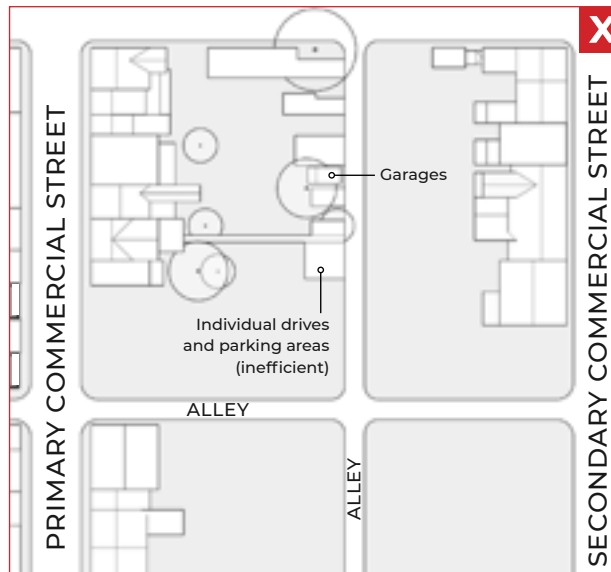 X
PRIMARY COMMERCIAL STREET
SECONDARY COMMERCIAL STREET
Garages
Individual drives
and parking areas
(inefficient)
ALLEY
ALLEY